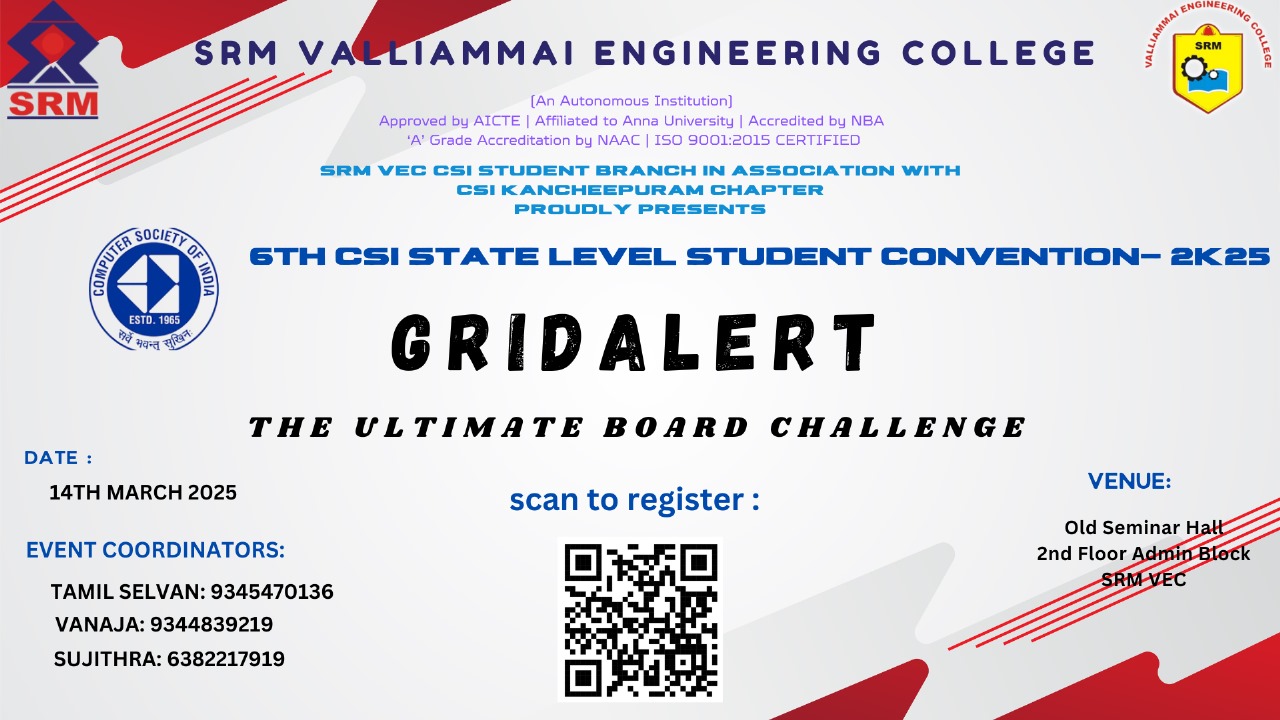 SRM VALLIAMMAI ENGINEERING COLLEGE
(An Autonomous Institution)
Approved by AICTE | Affiliated to Anna University | Accredited by NBA
‘A’ Grade Accreditation by NAAC | ISO 9001:2015 CERTIFIED
SRM VEC CSI STUDENT BRANCH IN ASSOCIATION WITH
CSI KANCHEEPURAM CHAPTER
PROUDLY PRESENTS
SRM
VALLIAMMAI ENGINEERING COLLEGE
SRM
COMPUTER SOCIETY OF INDIA
ESTD. 1965
सर्वे भवन्तु सुखिनः
6TH CSI STATE LEVEL STUDENT CONVENTION– 2K25
GRIDALERT
THE ULTIMATE BOARD CHALLENGE
DATE :
14TH MARCH 2025
EVENT COORDINATORS:
TAMIL SELVAN: 9345470136
VANAJA: 9344839219
SUJITHRA: 6382217919
scan to register :
VENUE:
Old Seminar Hall
2nd Floor Admin Block
SRM VEC